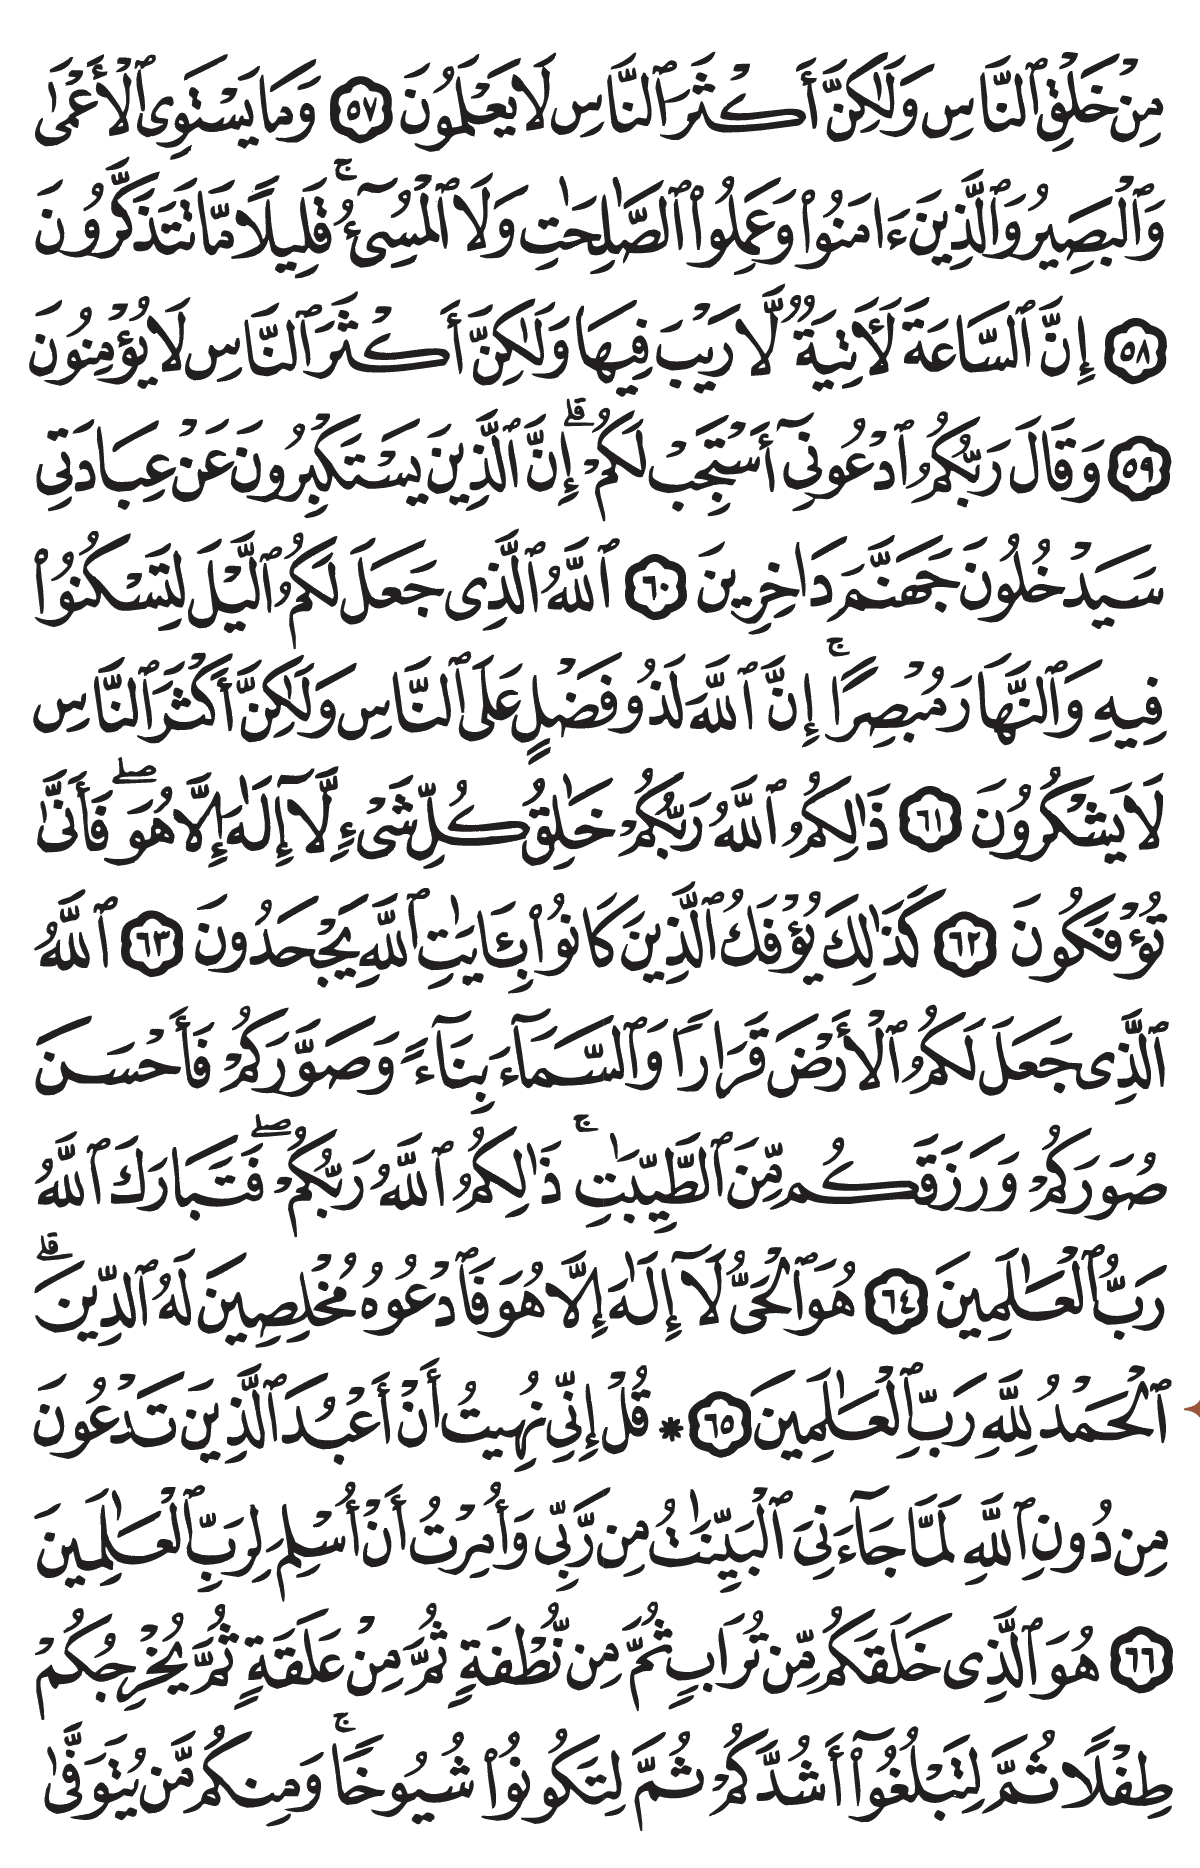 مِنْ خَلْقِ ٱلنَّاسِ وَلَٰكِنَّ أَكْثَرَ ٱلنَّاسِ لَا يَعْلَمُونَ ٥٧ وَمَا يَسْتَوِى ٱلْأَعْمَىٰ
وَٱلْبَصِيرُ وَٱلَّذِينَ ءَامَنُوا۟ وَعَمِلُوا۟ ٱلصَّٰلِحَٰتِ وَلَا ٱلْمُسِىٓءُ ۚ قَلِيلًا مَّا تَتَذَكَّرُونَ
٥٨ إِنَّ ٱلسَّاعَةَ لَءَاتِيَةٌ لَّا رَيْبَ فِيهَا وَلَٰكِنَّ أَكْثَرَ ٱلنَّاسِ لَا يُؤْمِنُونَ
٥٩ وَقَالَ رَبُّكُمُ ٱدْعُونِىٓ أَسْتَجِبْ لَكُمْ ۚ إِنَّ ٱلَّذِينَ يَسْتَكْبِرُونَ عَنْ عِبَادَتِى
سَيَدْخُلُونَ جَهَنَّمَ دَاخِرِينَ ٦٠ ٱللَّهُ ٱلَّذِى جَعَلَ لَكُمُ ٱلَّيْلَ لِتَسْكُنُوا۟
فِيهِ وَٱلنَّهَارَ مُبْصِرًا ۚ إِنَّ ٱللَّهَ لَذُو فَضْلٍ عَلَى ٱلنَّاسِ وَلَٰكِنَّ أَكْثَرَ ٱلنَّاسِ
لَا يَشْكُرُونَ ٦١ ذَٰلِكُمُ ٱللَّهُ رَبُّكُمْ خَٰلِقُ كُلِّ شَىْءٍ لَّآ إِلَٰهَ إِلَّا هُوَ ۖ فَأَنَّىٰ
تُؤْفَكُونَ ٦٢ كَذَٰلِكَ يُؤْفَكُ ٱلَّذِينَ كَانُوا۟ بِـَٔايَٰتِ ٱللَّهِ يَجْحَدُونَ ٦٣ ٱللَّهُ
ٱلَّذِى جَعَلَ لَكُمُ ٱلْأَرْضَ قَرَارًا وَٱلسَّمَآءَ بِنَآءً وَصَوَّرَكُمْ فَأَحْسَنَ
صُوَرَكُمْ وَرَزَقَكُم مِّنَ ٱلطَّيِّبَٰتِ ۚ ذَٰلِكُمُ ٱللَّهُ رَبُّكُمْ ۖ فَتَبَارَكَ ٱللَّهُ
رَبُّ ٱلْعَٰلَمِينَ ٦٤ هُوَ ٱلْحَىُّ لَآ إِلَٰهَ إِلَّا هُوَ فَٱدْعُوهُ مُخْلِصِينَ لَهُ ٱلدِّينَ ۗ
ٱلْحَمْدُ لِلَّهِ رَبِّ ٱلْعَٰلَمِينَ ٦٥ ۞ قُلْ إِنِّى نُهِيتُ أَنْ أَعْبُدَ ٱلَّذِينَ تَدْعُونَ
مِن دُونِ ٱللَّهِ لَمَّا جَآءَنِىَ ٱلْبَيِّنَٰتُ مِن رَّبِّى وَأُمِرْتُ أَنْ أُسْلِمَ لِرَبِّ ٱلْعَٰلَمِينَ
٦٦ هُوَ ٱلَّذِى خَلَقَكُم مِّن تُرَابٍ ثُمَّ مِن نُّطْفَةٍ ثُمَّ مِنْ عَلَقَةٍ ثُمَّ يُخْرِجُكُمْ
طِفْلًا ثُمَّ لِتَبْلُغُوٓا۟ أَشُدَّكُمْ ثُمَّ لِتَكُونُوا۟ شُيُوخًا ۚ وَمِنكُم مَّن يُتَوَفَّىٰ